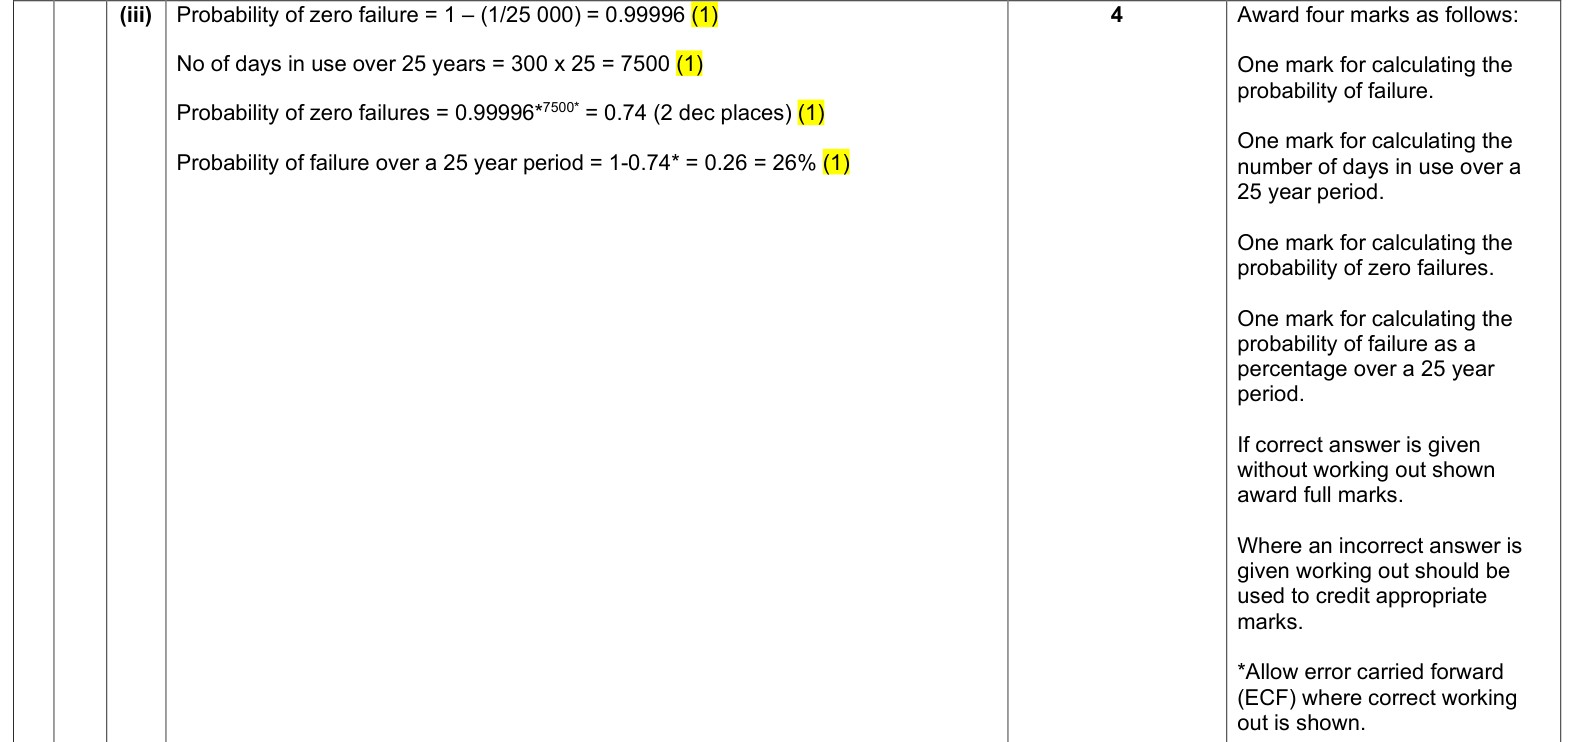 (iii) Probability of zero failure = 1 – (1/25 000) = 0.99996 (1) 4 Award four marks as follows:
No of days in use over 25 years = 300 x 25 = 7500 (1)
Probability of zero failures = 0.99996*7500* = 0.74 (2 dec places) (1)
Probability of failure over a 25 year period = 1-0.74* = 0.26 = 26% (1)
One mark for calculating the
probability of failure.
One mark for calculating the
number of days in use over a
25 year period.
One mark for calculating the
probability of zero failures.
One mark for calculating the
probability of failure as a
percentage over a 25 year
period.
If correct answer is given
without working out shown
award full marks.
Where an incorrect answer is
given working out should be
used to credit appropriate
marks.
*Allow error carried forward
(ECF) where correct working
out is shown.